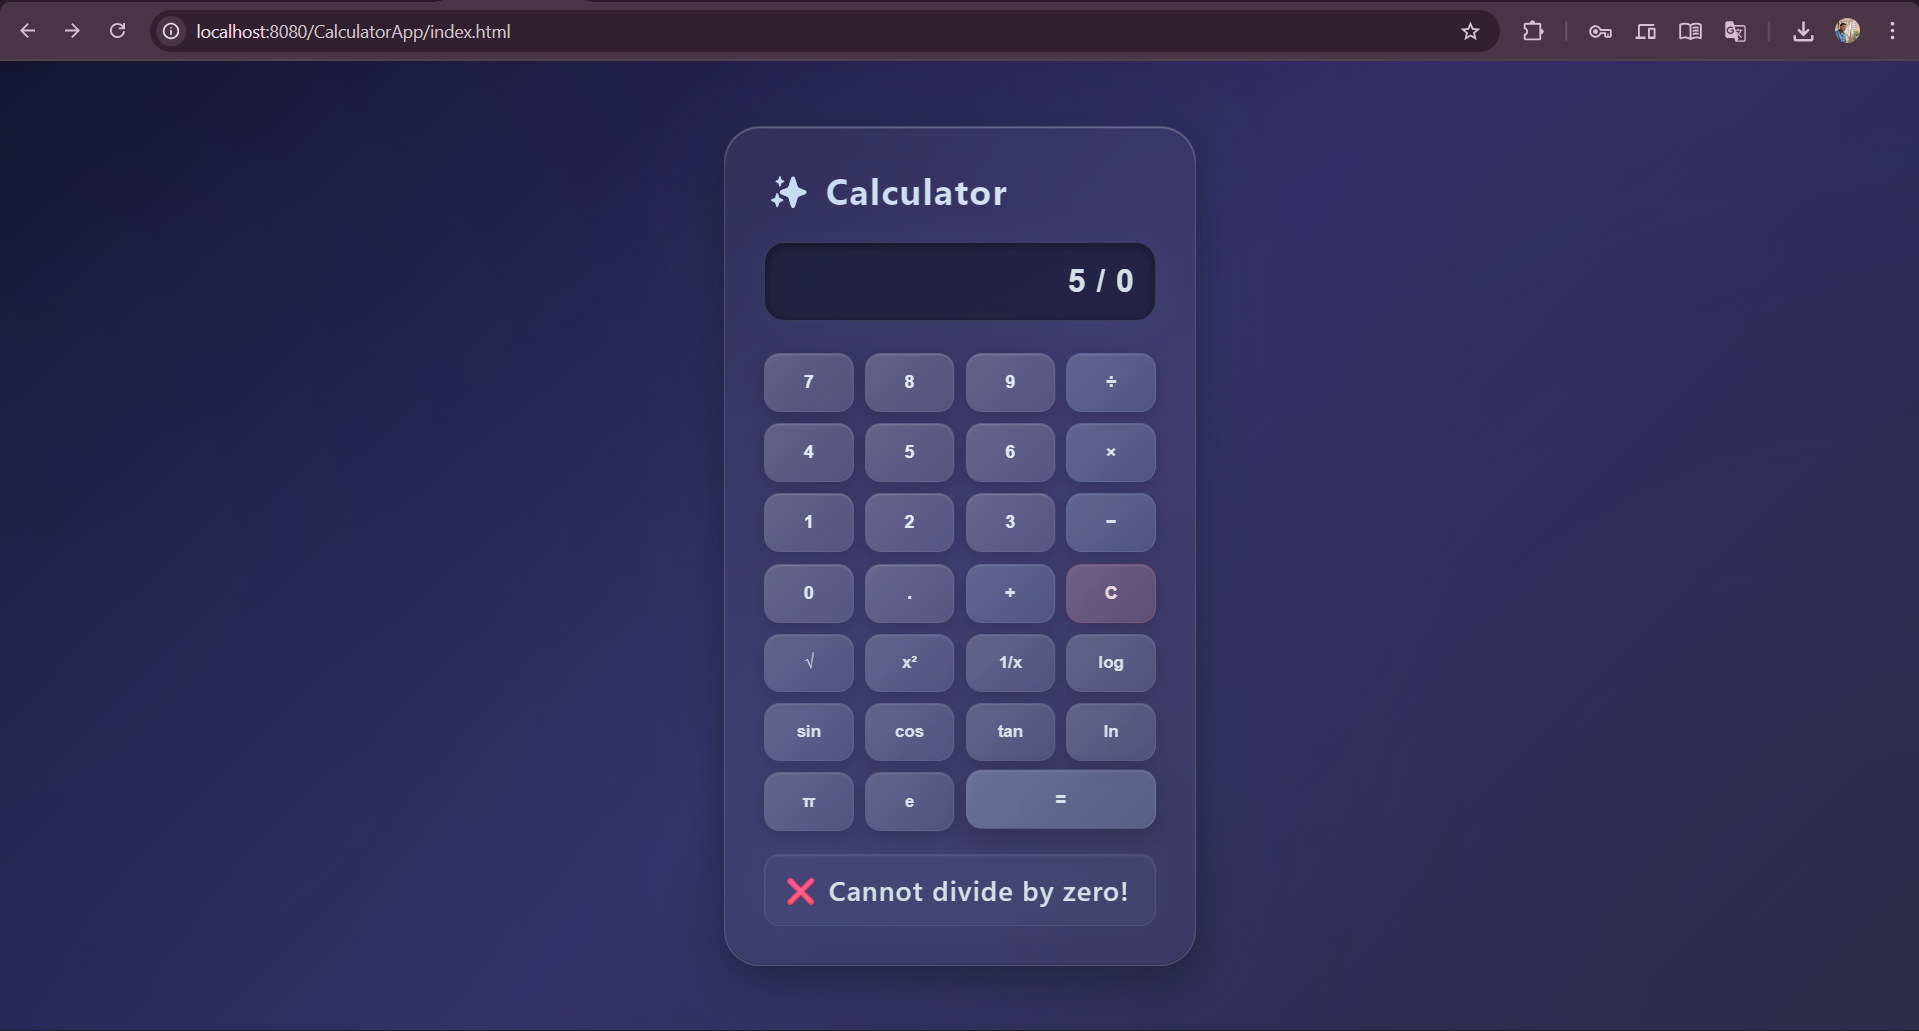 localhost:8080/CalculatorApp/index.html
✨ Calculator
5 / 0
7 8 9 ÷
4 5 6 ×
1 2 3 −
0 . + C
√ x² 1/x log
sin cos tan ln
π e =
❌ Cannot divide by zero!